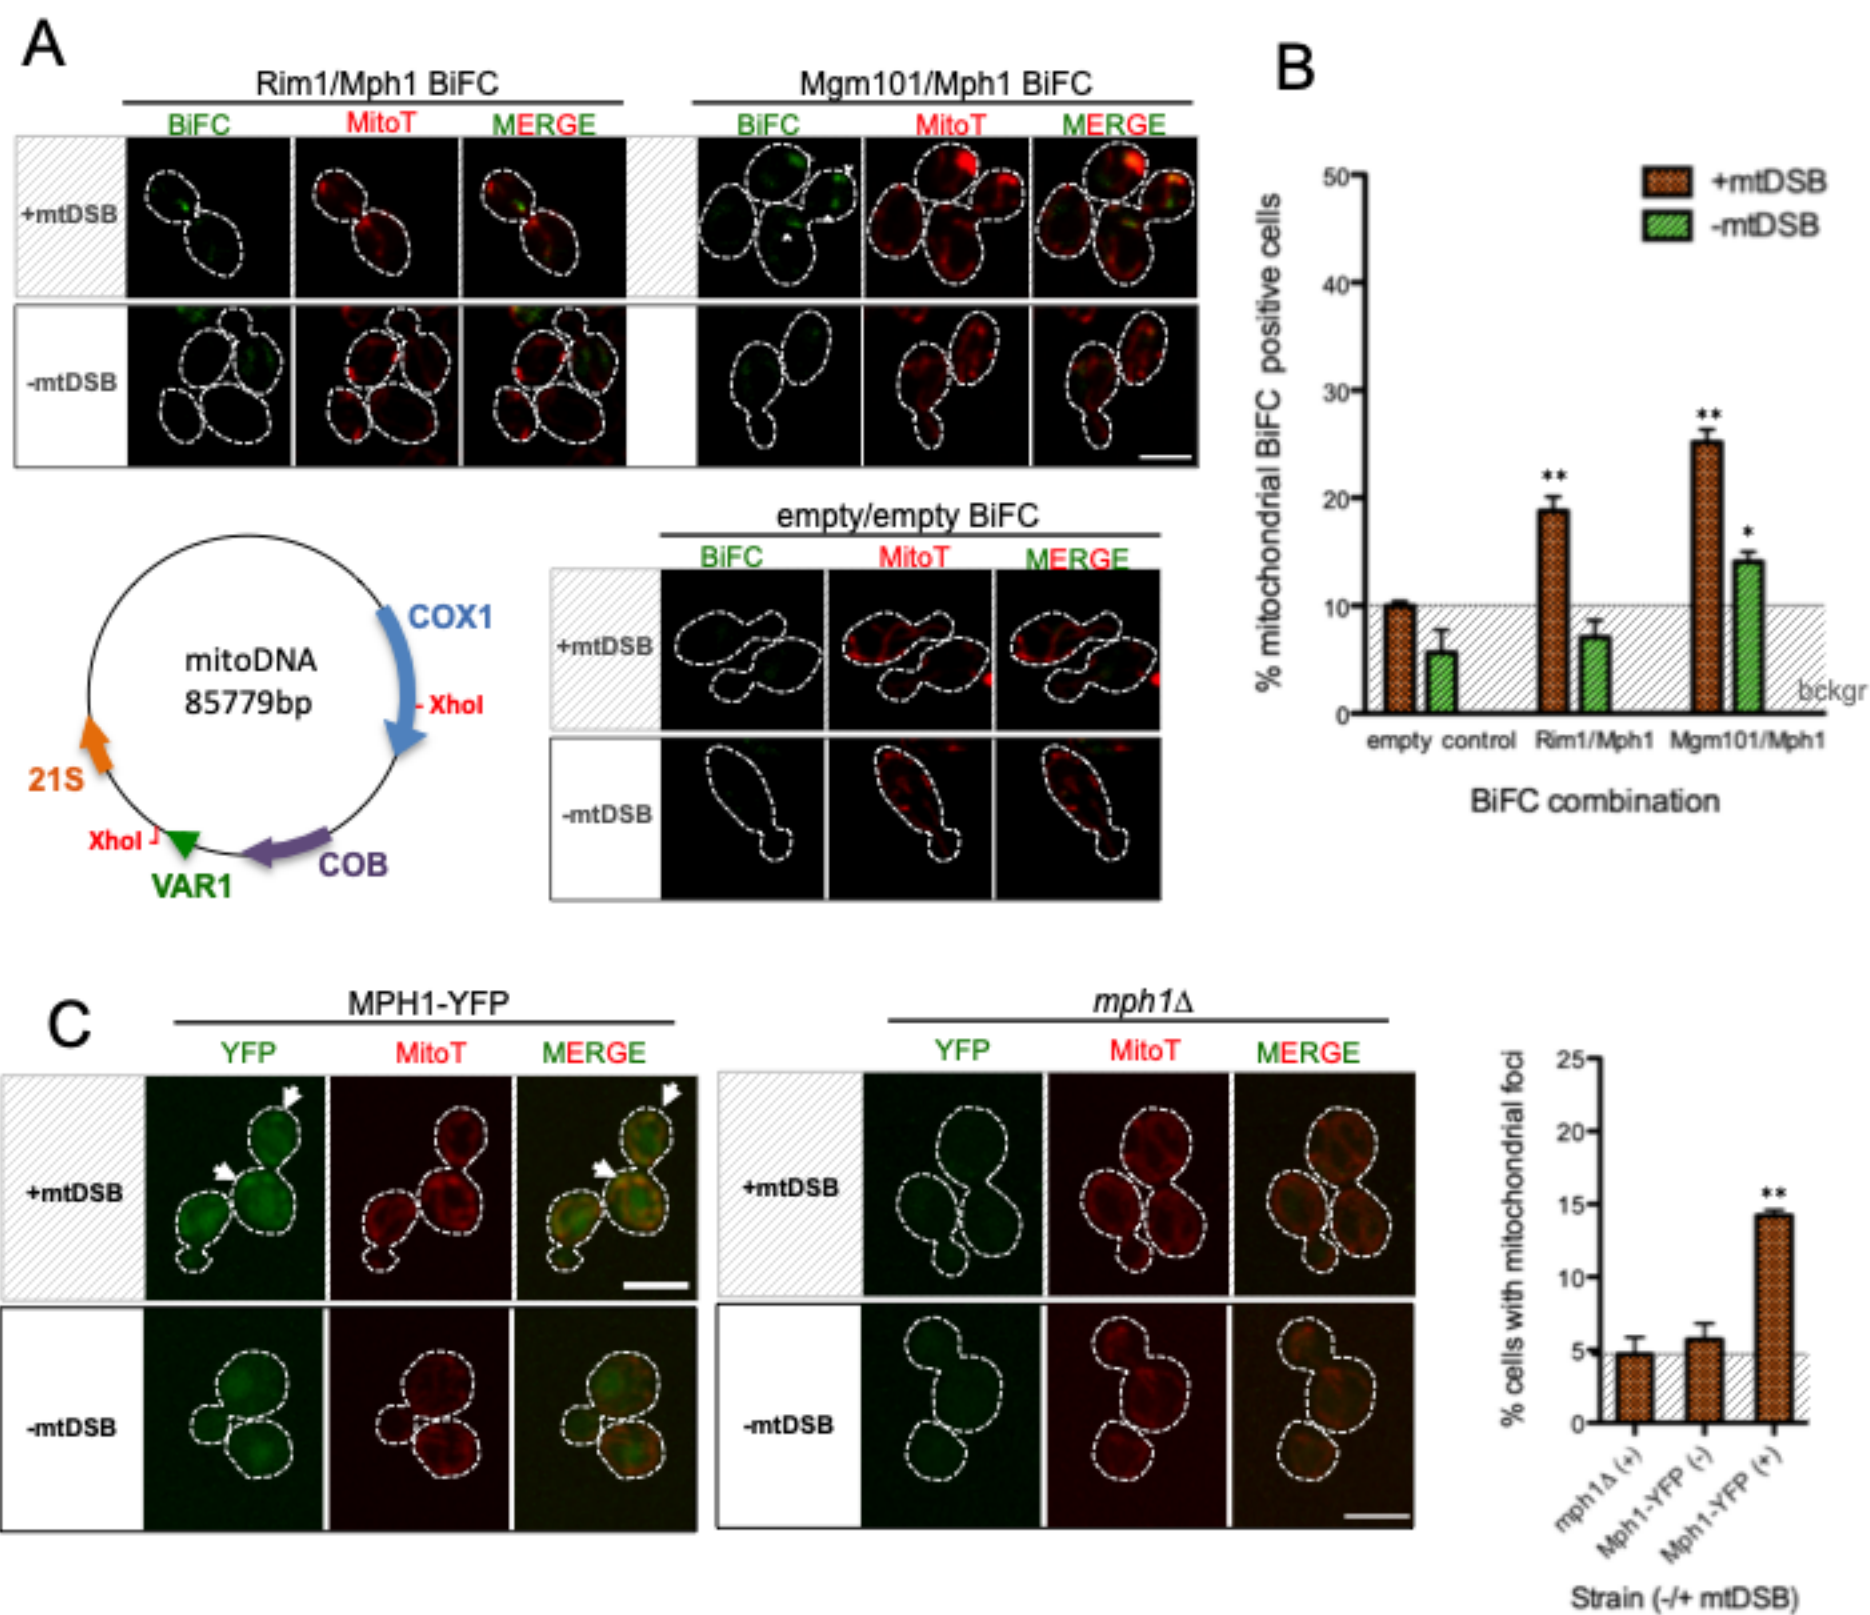 A
Rim1/Mph1 BiFC
Mgm101/Mph1 BiFC
BiFC MitoT MERGE
BiFC MitoT MERGE
+mtDSB
-mtDSB
mitoDNA
85779bp
COX1
- XhoI
21S
XhoI
VAR1
COB
empty/empty BiFC
BiFC MitoT MERGE
+mtDSB
-mtDSB
B
% mitochondrial BiFC positive cells
50
40
30
20
10
0
+mtDSB
-mtDSB
**
**
*
bckgr
empty control Rim1/Mph1 Mgm101/Mph1
BiFC combination
C
MPH1-YFP
YFP MitoT MERGE
+mtDSB
-mtDSB
mph1Δ
YFP MitoT MERGE
+mtDSB
-mtDSB
% cells with mitochondrial foci
25
20
15
10
5
0
**
mph1Δ (+)
Mph1-YFP (-)
Mph1-YFP (+)
Strain (-/+ mtDSB)